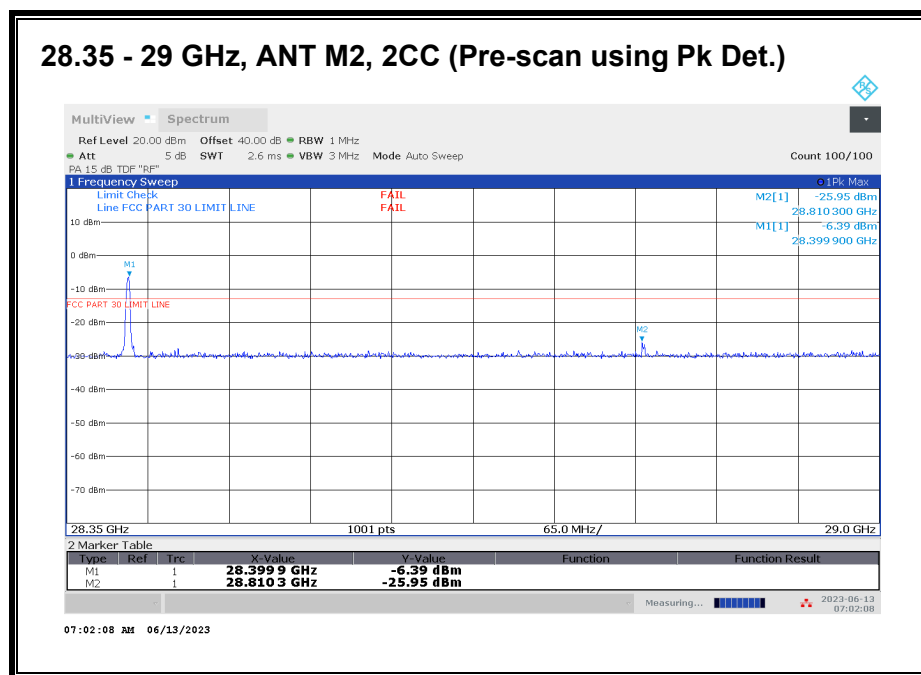 28.35 - 29 GHz, ANT M2, 2CC (Pre-scan using Pk Det.)
R&S
MultiView Spectrum
Ref Level 20.00 dBm Offset 40.00 dB RBW 1 MHz
Att 5 dB SWT 2.6 ms VBW 3 MHz Mode Auto Sweep Count 100/100
PA 15 dB TDF "RF"
1 Frequency Sweep 1Pk Max
Limit Check FAIL M2[1] -25.95 dBm
Line FCC PART 30 LIMIT LINE FAIL 28.810 300 GHz
10 dBm M1[1] -6.39 dBm
28.399 900 GHz
0 dBm
M1
-10 dBm
FCC PART 30 LIMIT LINE
-20 dBm
M2
-30 dBm
-40 dBm
-50 dBm
-60 dBm
-70 dBm
28.35 GHz 1001 pts 65.0 MHz/ 29.0 GHz
2 Marker Table
Type Ref Trc X-Value Y-Value Function Function Result
M1 1 28.399 9 GHz -6.39 dBm
M2 1 28.810 3 GHz -25.95 dBm
Measuring... 2023-06-13
07:02:08
07:02:08 AM 06/13/2023